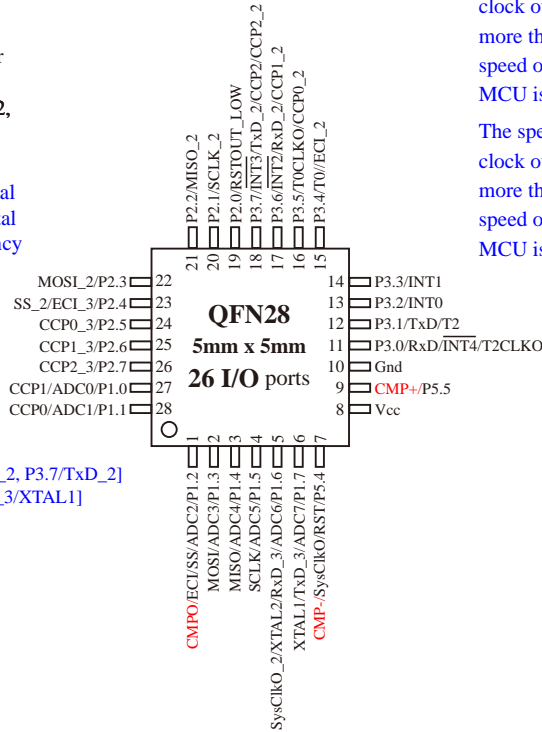 r
2,
al
tal
ncy
clock o
more th
speed o
MCU is
The spe
clock o
more th
speed o
MCU is
P2.2/MISO_2
P2.1/SCLK_2
P2.0/RSTOUT_LOW
P3.7/INT3/TxD_2/CCP2/CCP2_2
P3.6/INT2/RxD_2/CCP1_2
P3.5/T0CLKO/CCP0_2
P3.4/T0//ECI_2
21
20
19
18
17
16
15
MOSI_2/P2.3 22
SS_2/ECI_3/P2.4 23
CCP0_3/P2.5 24
CCP1_3/P2.6 25
CCP2_3/P2.7 26
CCP1/ADC0/P1.0 27
CCP0/ADC1/P1.1 28
QFN28
5mm x 5mm
26 I/O ports
14 P3.3/INT1
13 P3.2/INT0
12 P3.1/TxD/T2
11 P3.0/RxD/INT4/T2CLKO
10 Gnd
9 CMP+/P5.5
8 Vcc
1
2
3
4
5
6
7
CMPO/ECI/SS/ADC2/P1.2
MOSI/ADC3/P1.3
MISO/ADC4/P1.4
SCLK/ADC5/P1.5
SysClkO_2/XTAL2/RxD_3/ADC6/P1.6
XTAL1/TxD_3/ADC7/P1.7
CMP-/SysClkO/RST/P5.4
_2, P3.7/TxD_2]
_3/XTAL1]